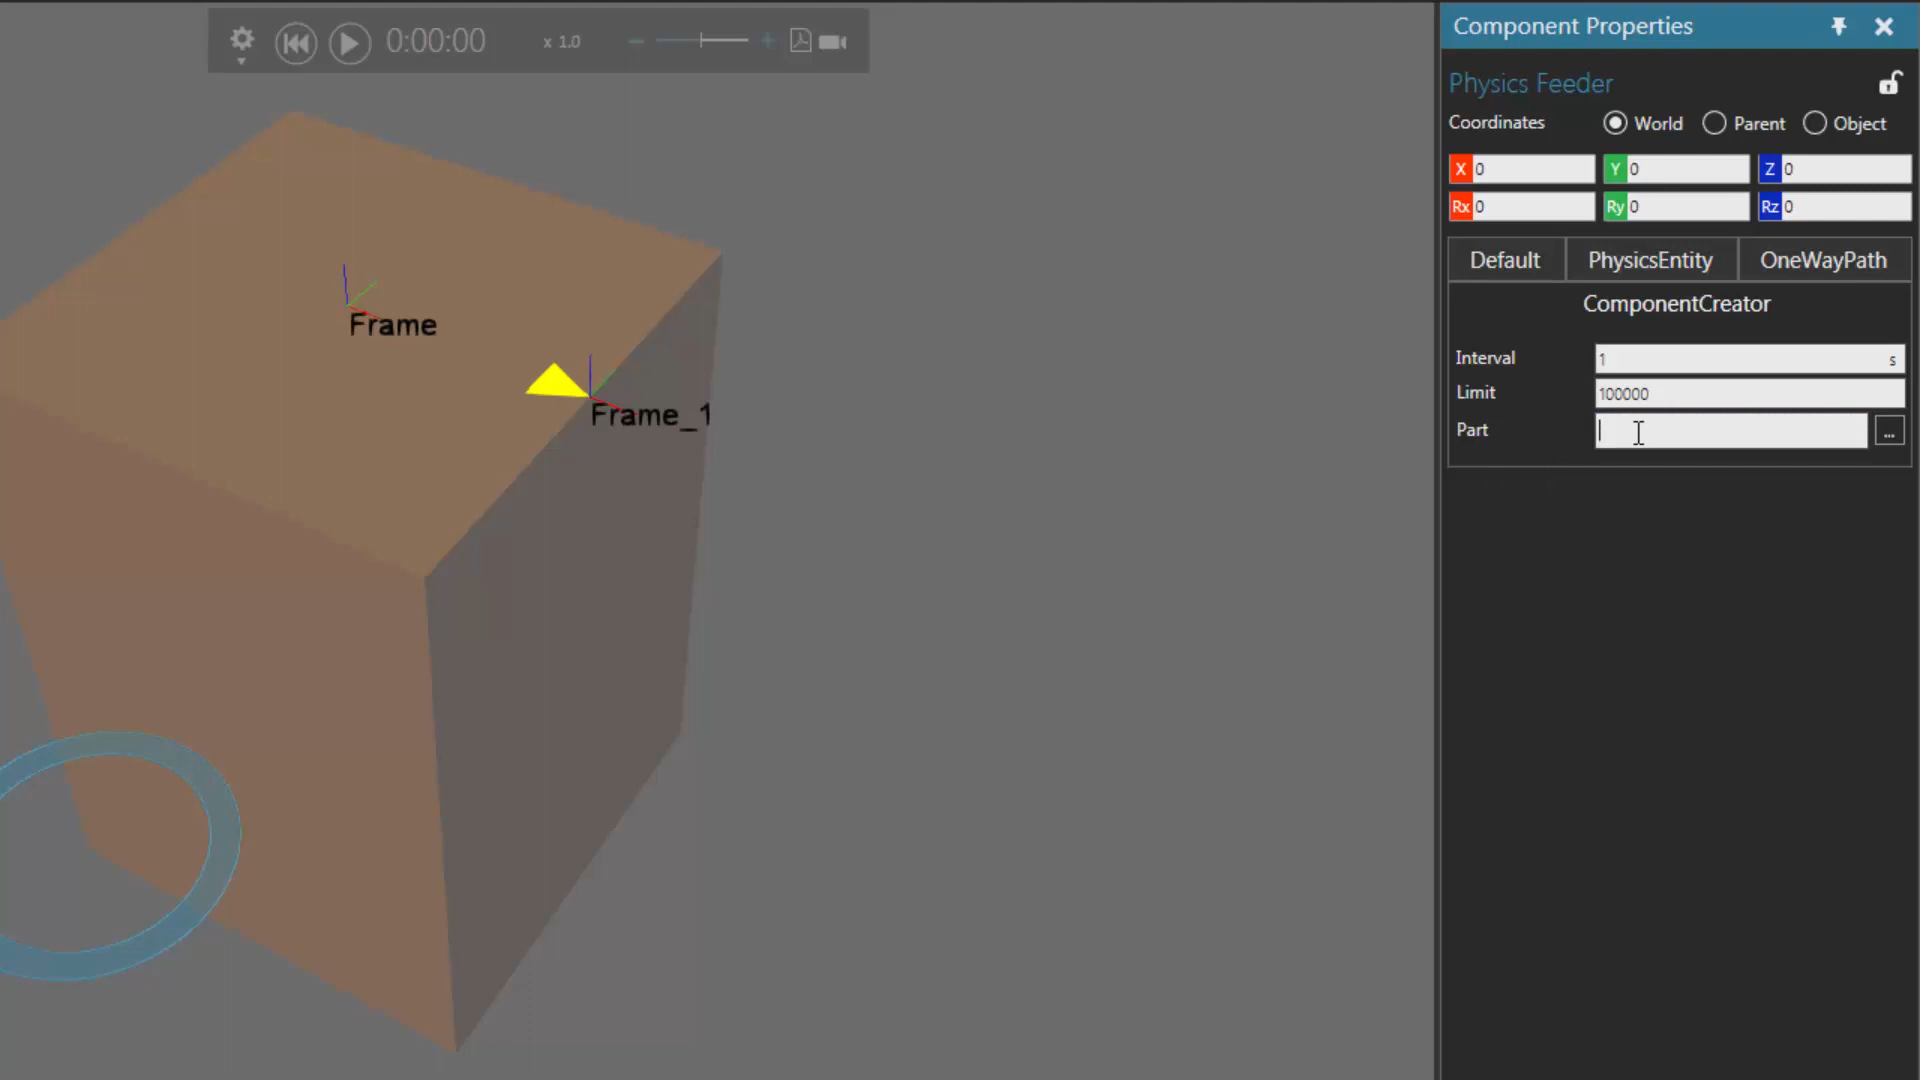 0:00:00 x 1.0
Component Properties
Physics Feeder
Coordinates World Parent Object
X 0 Y 0 Z 0
Rx 0 Ry 0 Rz 0
Default PhysicsEntity OneWayPath
ComponentCreator
Interval 1 s
Limit 100000
Part ...
Frame
Frame_1